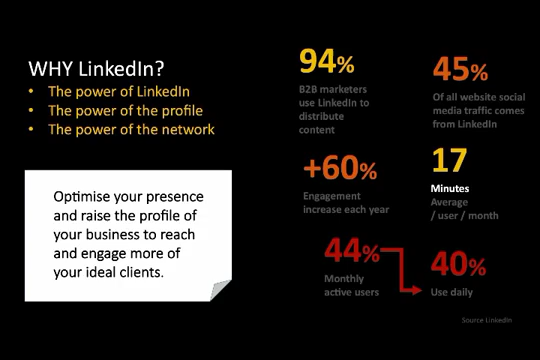 WHY LinkedIn?
• The power of LinkedIn
• The power of the profile
• The power of the network
Optimise your presence
and raise the profile of
your business to reach
and engage more of
your ideal clients.
94%
B2B marketers
use LinkedIn to
distribute
content
45%
Of all website social
media traffic comes
from LinkedIn
+60%
Engagement
increase each year
17
Minutes
Average
/ user / month
44%
Monthly
active users
40%
Use daily
Source LinkedIn